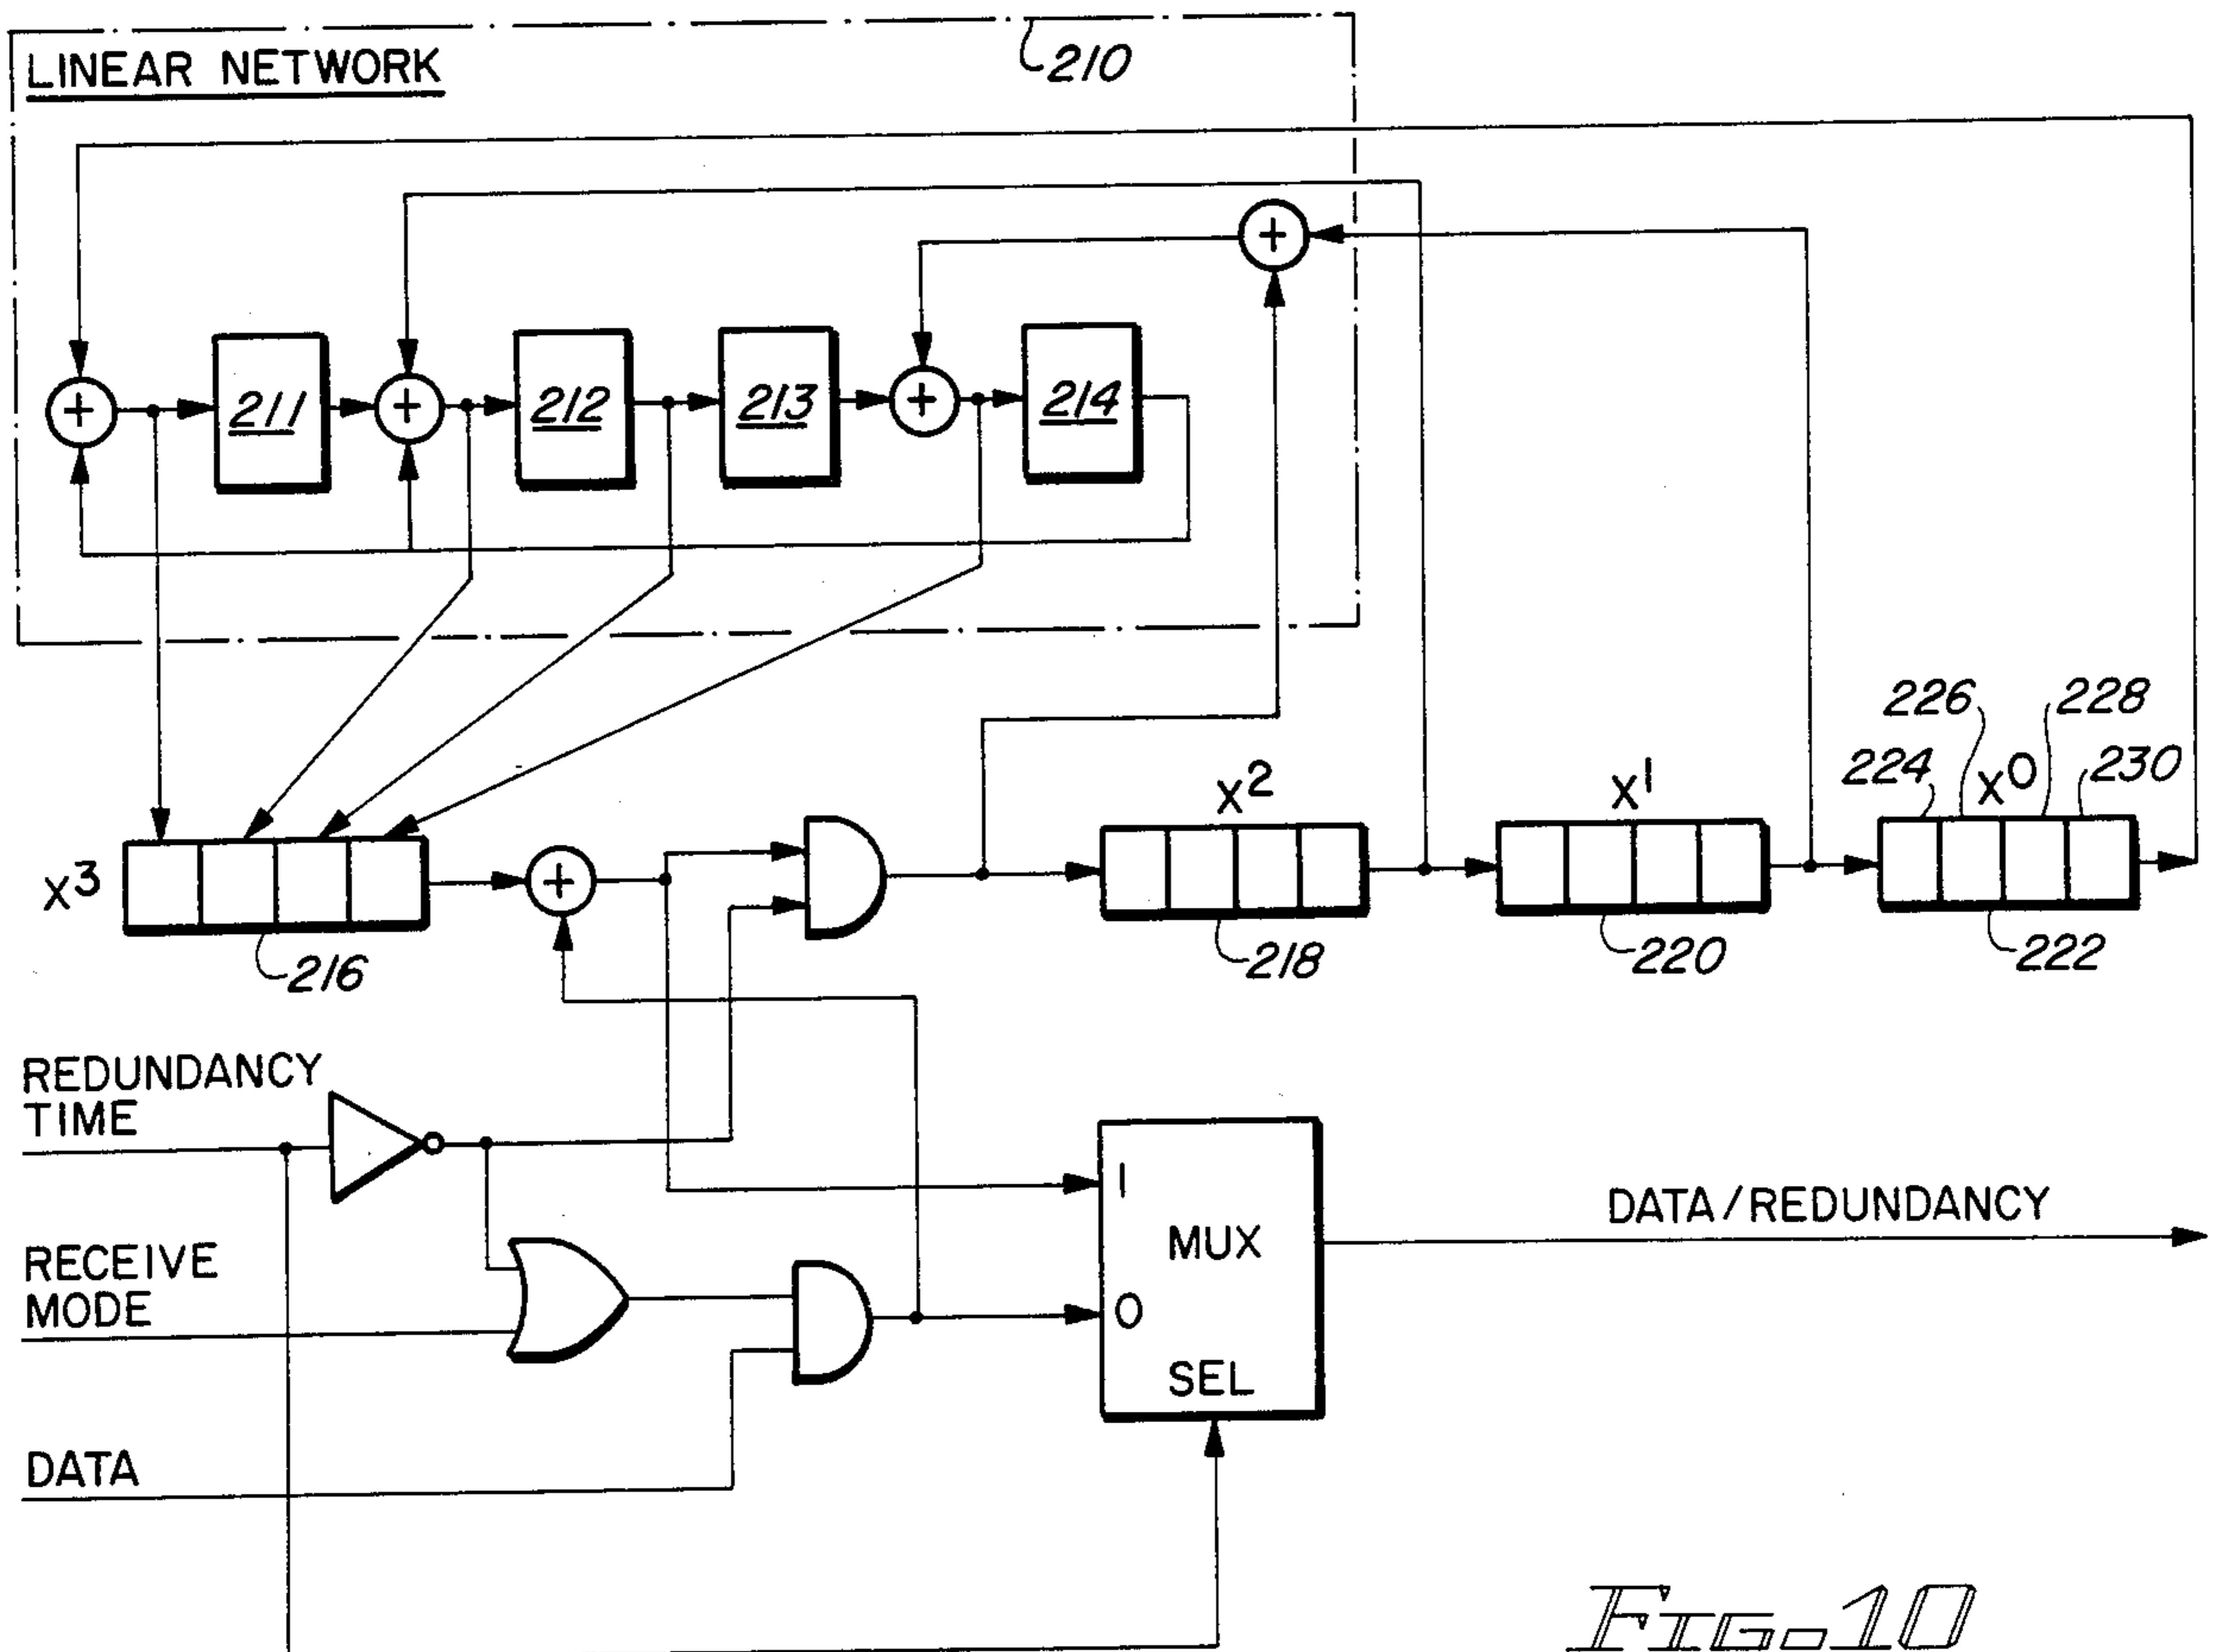 210
LINEAR NETWORK
+
+
+
+
211
212
213
214
226
228
224
X⁰
230
X²
X¹
X³
+
216
218
220
222
REDUNDANCY
TIME
1
DATA/REDUNDANCY
MUX
RECEIVE
MODE
0
SEL
DATA
FIG.-10